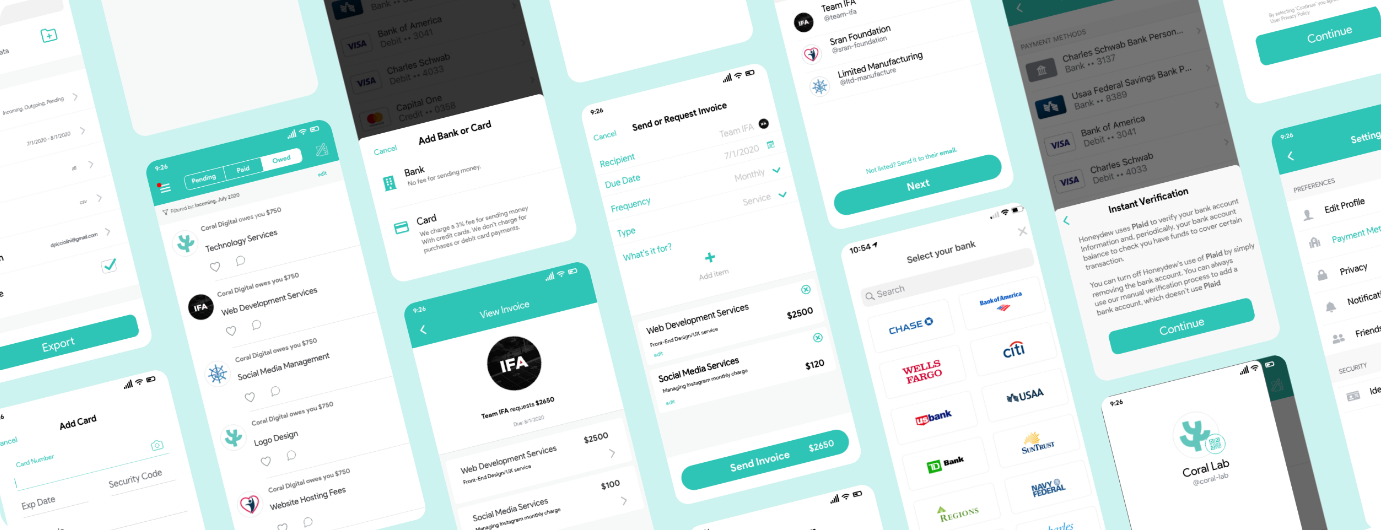 Incoming, Outgoing, Pending
7/1/2020 - 8/1/2020
all
csv
Export
Add Card
Card Number
Exp Date
Security Code
9:26
Pending
Paid
Owed
edit
Filtered by: Incoming, July 2020
Coral Digital owes you $750
Technology Services
IFA
Coral Digital owes you $750
Web Development Services
Coral Digital owes you $750
Social Media Management
Coral Digital owes you $750
Logo Design
Coral Digital owes you $750
Website Hosting Fees
VISA
Bank of America
Debit •• 3041
VISA
Charles Schwab
Debit •• 4033
Capital One
Credit •• 0356
Add Bank or Card
Cancel
Bank
No fee for sending money.
Card
We charge a 3% fee for sending money
With credit cards. We don't charge for
purchases or debit card payments.
9:26
View Invoice
IFA
Team IFA requests $2650
Due 8/1/2020
Web Development Services
$2500
Front-End Design/UX service
Social Media Services
$100
Managing Instagram monthly charge
9:26
Cancel
Send or Request Invoice
Recipient
Team IFA
Due Date
7/1/2020
Frequency
Monthly
Type
Service
What's it for?
Add item
Web Development Services
$2500
Front-End Design/UX service
edit
Social Media Services
$120
Managing Instagram monthly charge
edit
Send Invoice
$2650
IFA
Team IFA
@team-ifa
Sran Foundation
@sran-foundation
Limited Manufacturing
@ltd-manufacture
Not listed? Send it to their email.
Next
10:54
Select your bank
Search
CHASE
Bank of America
WELLS
FARGO
citi
usbank
USAA
TD Bank
SUNTRUST
REGIONS
NAVY
FEDERAL
charles
PAYMENT METHODS
Charles Schwab Bank Person...
Bank •• 3137
Usaa Federal Savings Bank P...
Bank •• 8389
VISA
Bank of America
Debit •• 3041
VISA
Charles Schwab
Debit •• 4033
Instant Verification
Honeydew uses Plaid to verify your bank account
Information and, periodically, your bank account
balance to check you have funds to cover certain
transaction.
You can turn off Honeydew's use of Plaid by simply
removing the bank account. You can always
use our manual verification process to add a
bank account, which doesn't use Plaid
Continue
9:26
Coral Lab
@coral-lab
Continue
9:26
Setting
PREFERENCES
Edit Profile
Payment Met
Privacy
Notificati
Friends
SECURITY
Ide